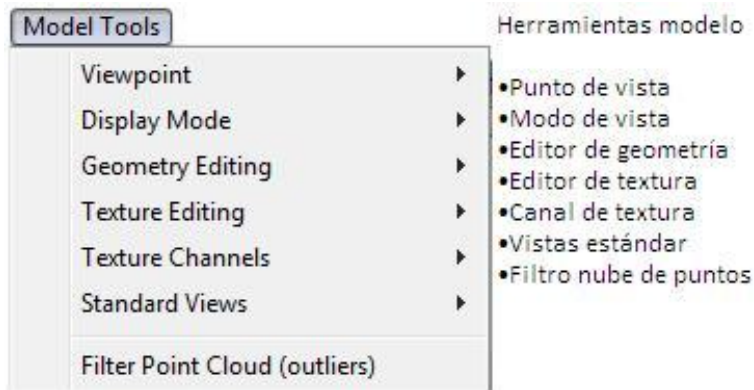 Model Tools
Viewpoint
Display Mode
Geometry Editing
Texture Editing
Texture Channels
Standard Views
Filter Point Cloud (outliers)
Herramientas modelo
•Punto de vista
•Modo de vista
•Editor de geometría
•Editor de textura
•Canal de textura
•Vistas estándar
•Filtro nube de puntos